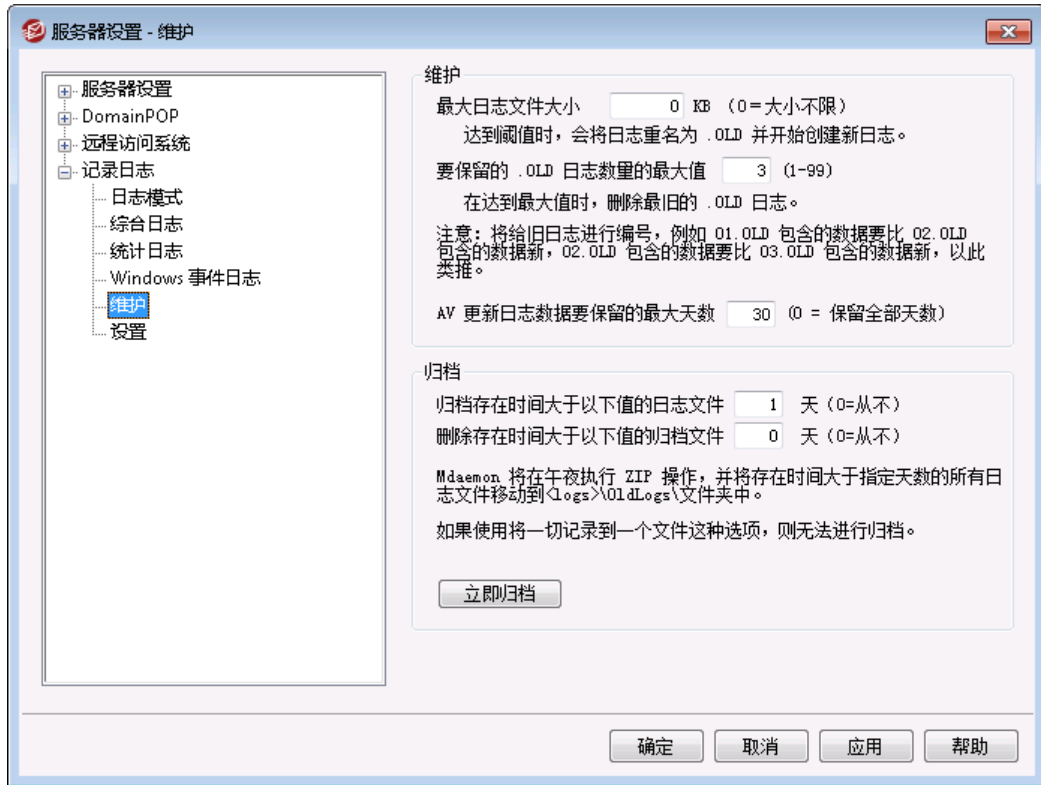 服务器设置 - 维护
服务器设置
DomainPOP
远程访问系统
记录日志
日志模式
综合日志
统计日志
Windows 事件日志
维护
设置
维护
最大日志文件大小 0 KB (0=大小不限)
达到阈值时，会将日志重名为 .OLD 并开始创建新日志。
要保留的 .OLD 日志数量的最大值 3 (1-99)
在达到最大值时，删除最旧的 .OLD 日志。
注意：将给旧日志进行编号，例如 01.OLD 包含的数据要比 02.OLD
包含的数据新，02.OLD 包含的数据要比 03.OLD 包含的数据新，以此
类推。
AV 更新日志数据要保留的最大天数 30 (0 = 保留全部天数)
归档
归档存在时间大于以下值的日志文件 1 天 (0=从不)
删除存在时间大于以下值的归档文件 0 天 (0=从不)
Mdaemon 将在午夜执行 ZIP 操作，并将存在时间大于指定天数的所有日
志文件移动到<logs>\OldLogs\文件夹中。
如果使用将一切记录到一个文件这种选项，则无法进行归档。
立即归档
确定 取消 应用 帮助